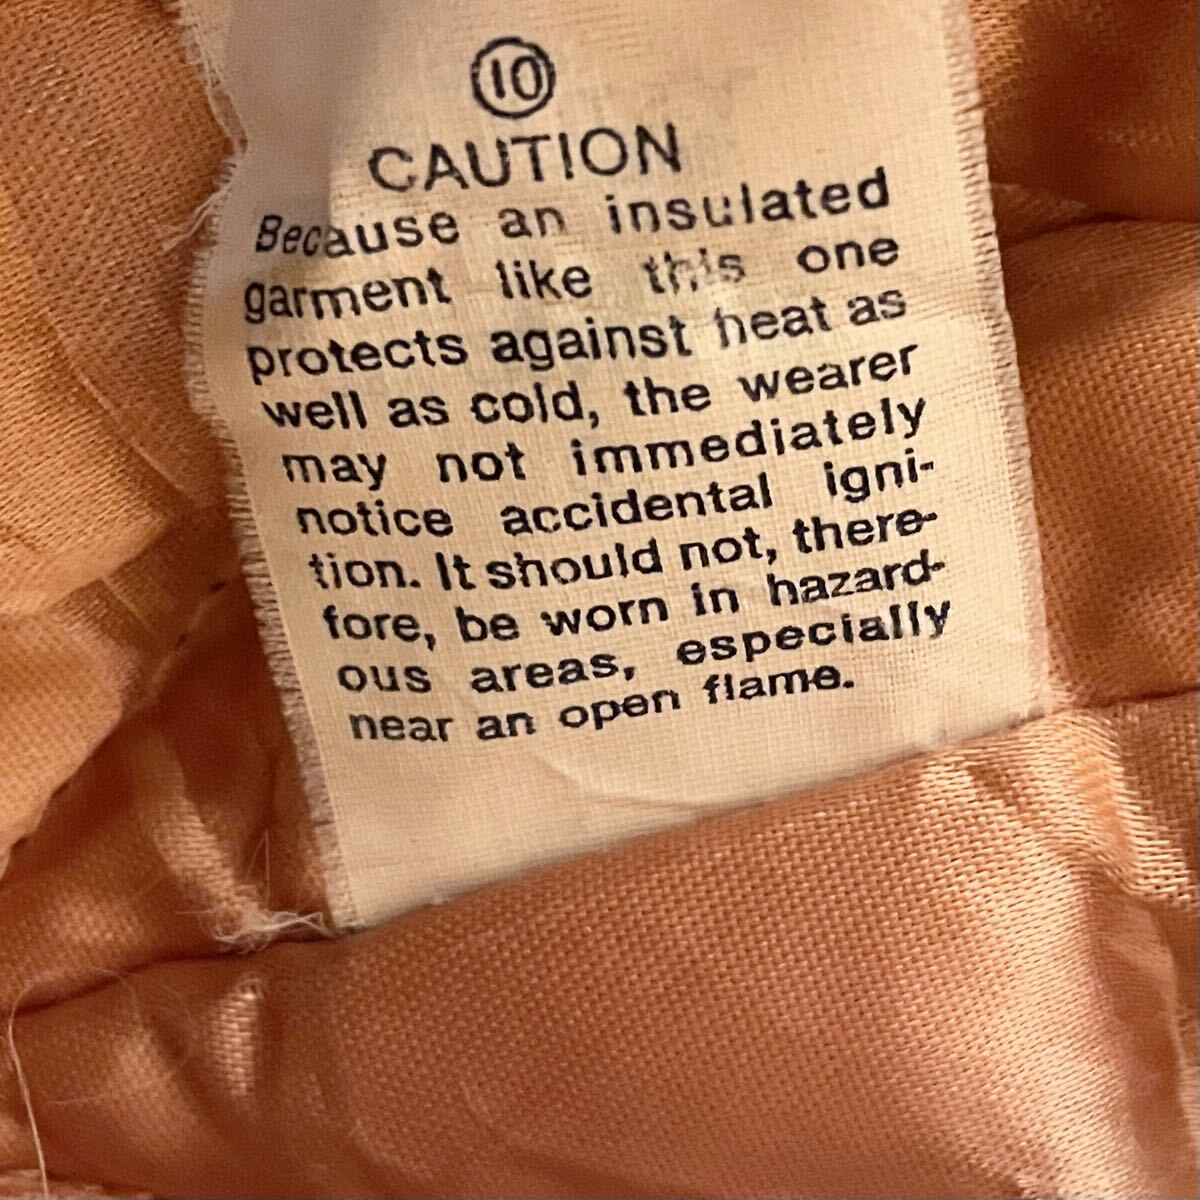 10
CAUTION
Because an insulated
garment like this one
protects against heat as
well as cold, the wearer
may not immediately
notice accidental igni-
tion. It should not, there-
fore, be worn in hazard-
ous areas, especially
near an open flame.